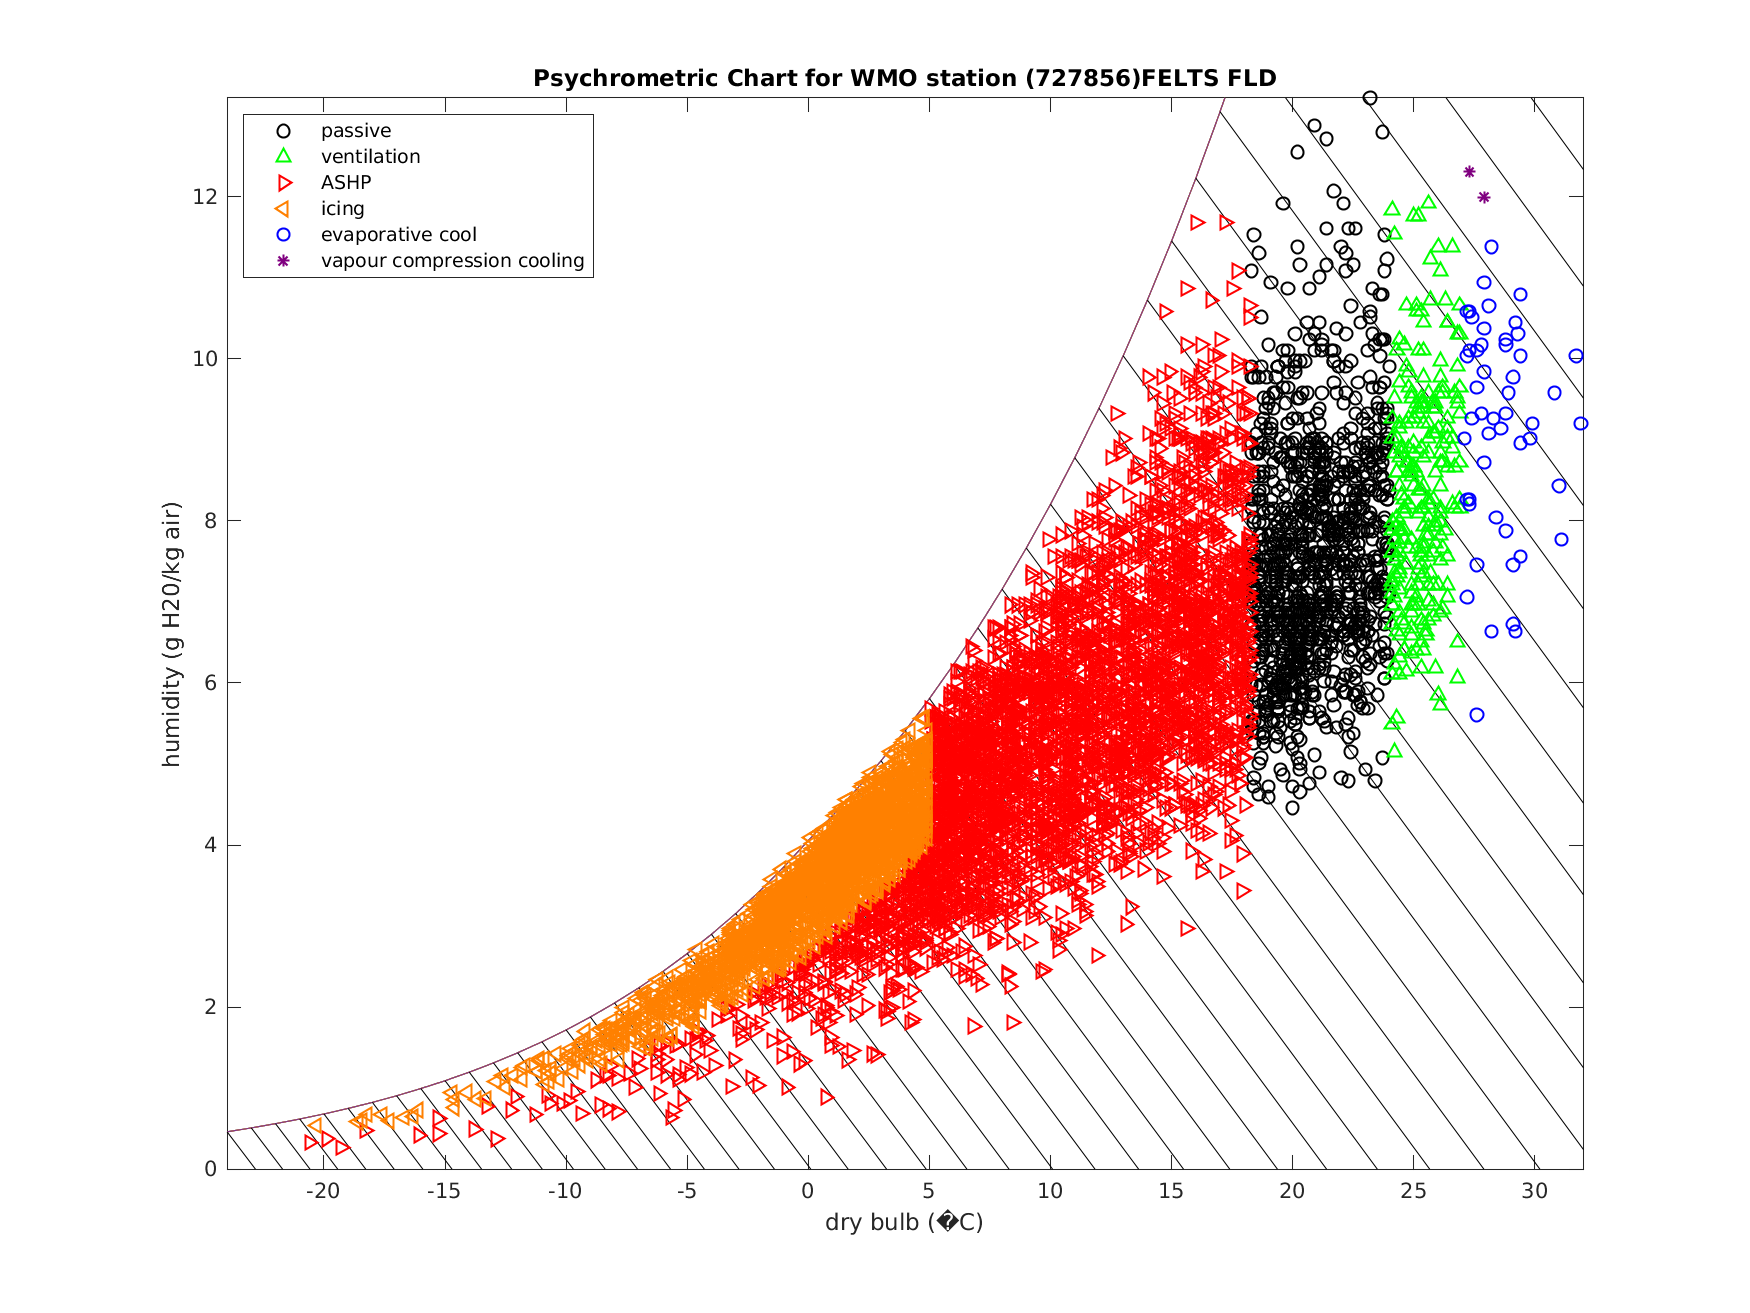 Psychrometric Chart for WMO station (727856)FELTS FLD
passive
ventilation
ASHP
icing
evaporative cool
vapour compression cooling
humidity (g H20/kg air)
12
10
8
6
4
2
0
-20 -15 -10 -5 0 5 10 15 20 25 30
dry bulb (�C)